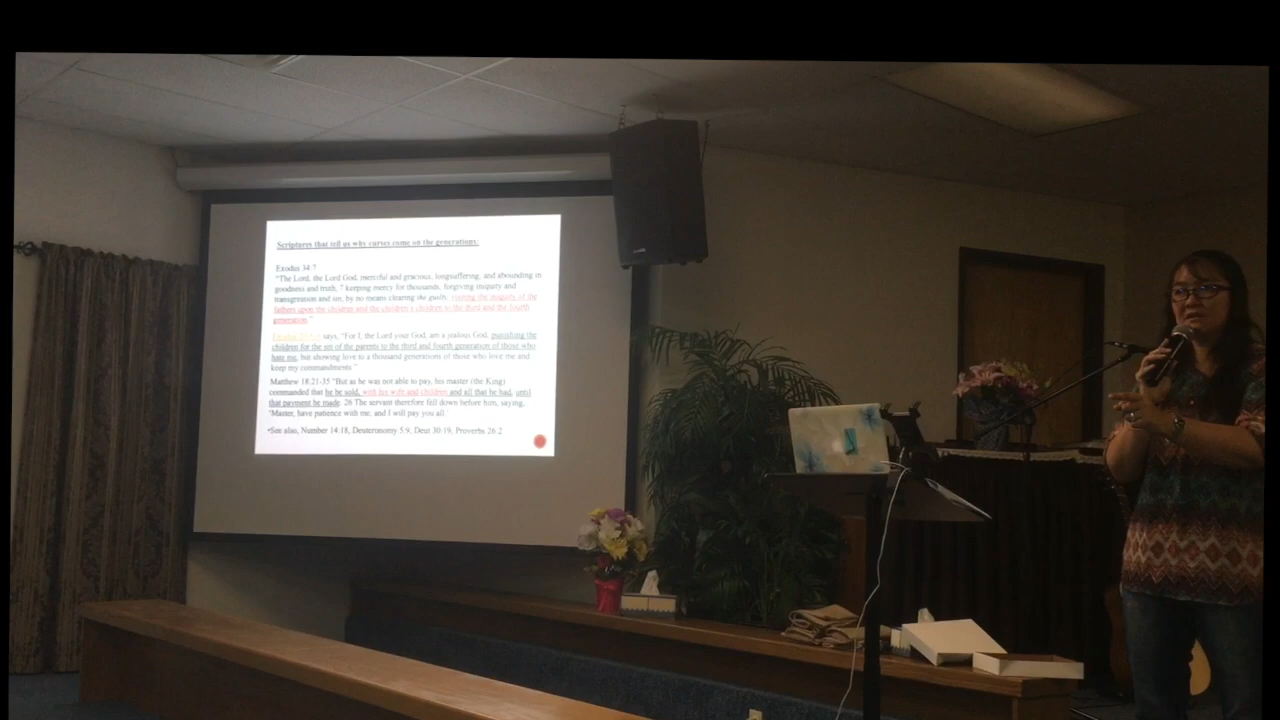 Scriptures that tell us why curses come on the generations:
Exodus 34:7
“The Lord, the Lord God, merciful and gracious, longsuffering, and abounding in
goodness and truth, 7 keeping mercy for thousands, forgiving iniquity and
transgression and sin, by no means clearing the guilty, visiting the iniquity of the
fathers upon the children and the children s children to the third and the fourth
generation.”
Exodus says, “For I, the Lord your God, am a jealous God, punishing the
children for the sin of the parents to the third and fourth generation of those who
hate me, but showing love to a thousand generations of those who love me and
keep my commandments ”
Matthew 18:21-35 “But as he was not able to pay, his master (the King)
commanded that he be sold, with his wife and children and all that he had, until
that payment be made. 26 The servant therefore fell down before him, saying,
‘Master, have patience with me, and I will pay you all
•See also, Number 14:18, Deuteronomy 5:9, Deut 30:19, Proverbs 26:2